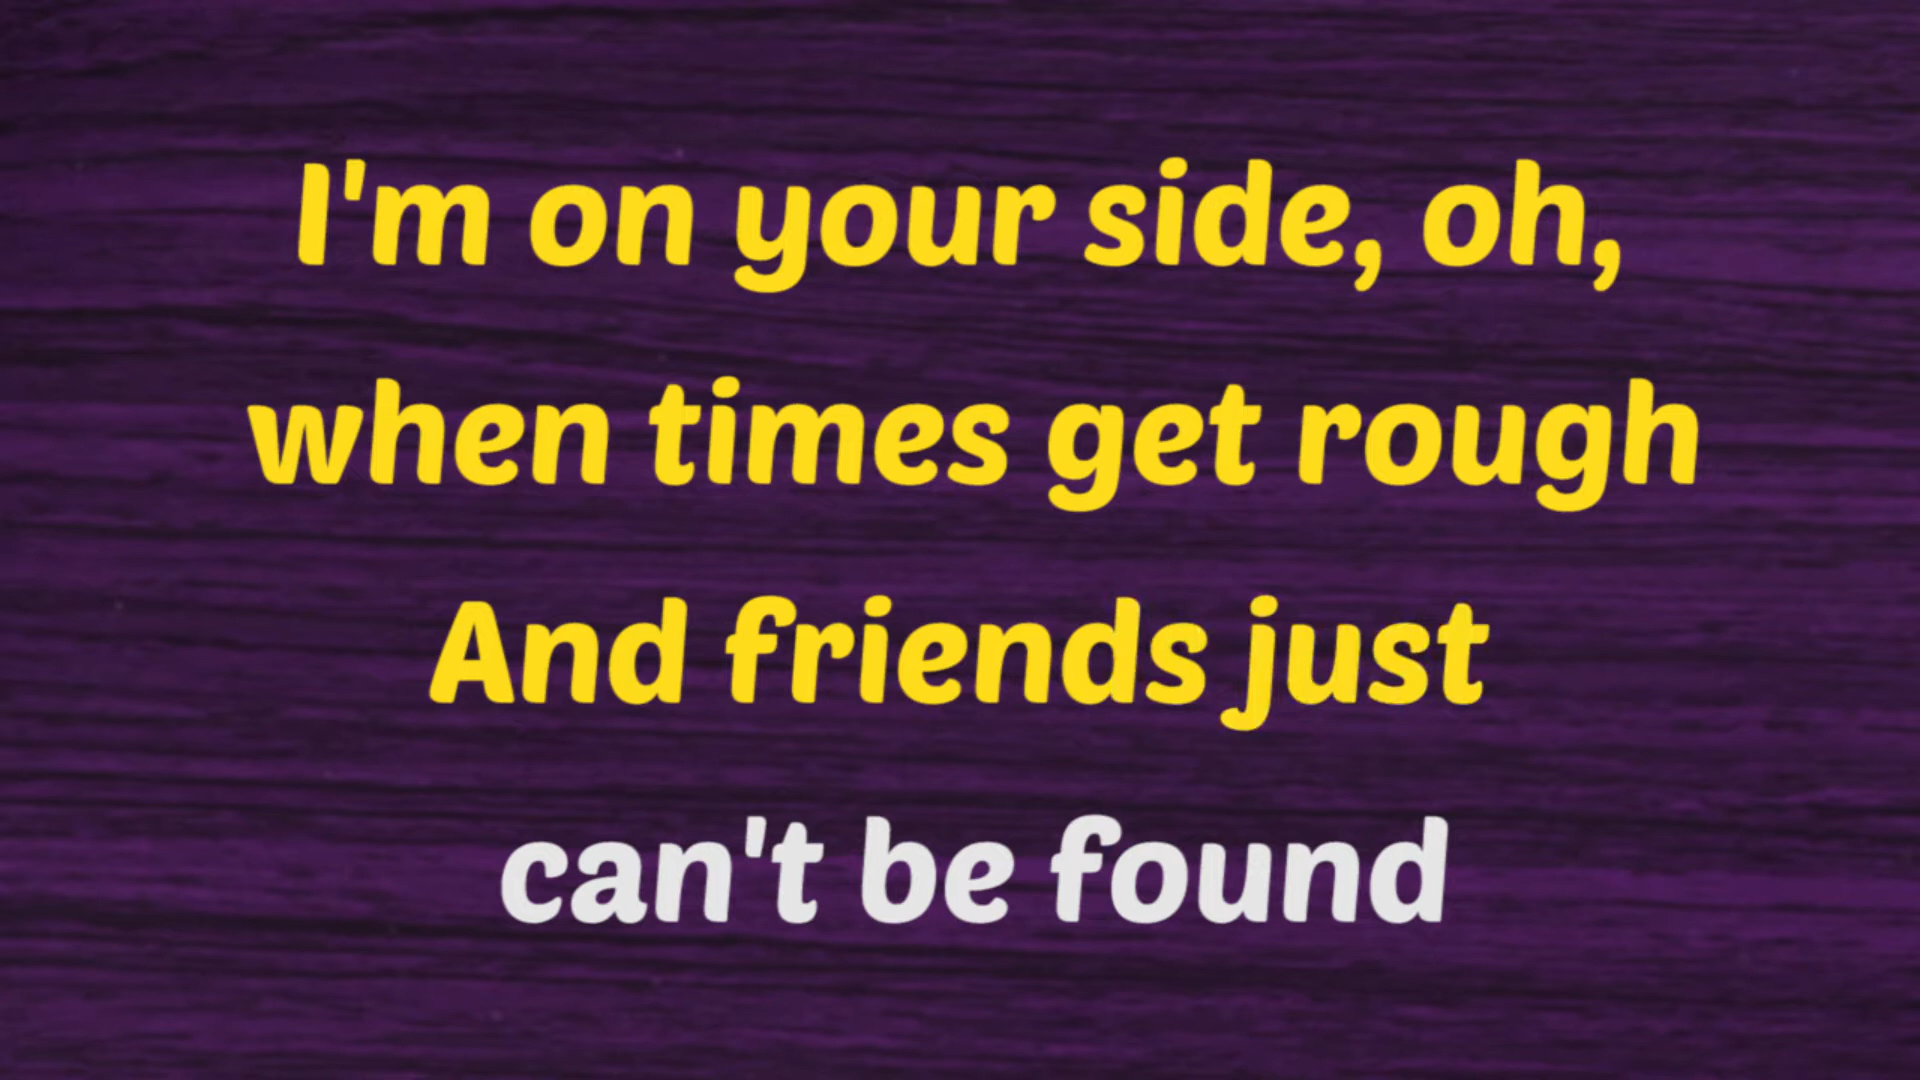 I'm on your side, oh,
when times get rough
And friends just
can't be found